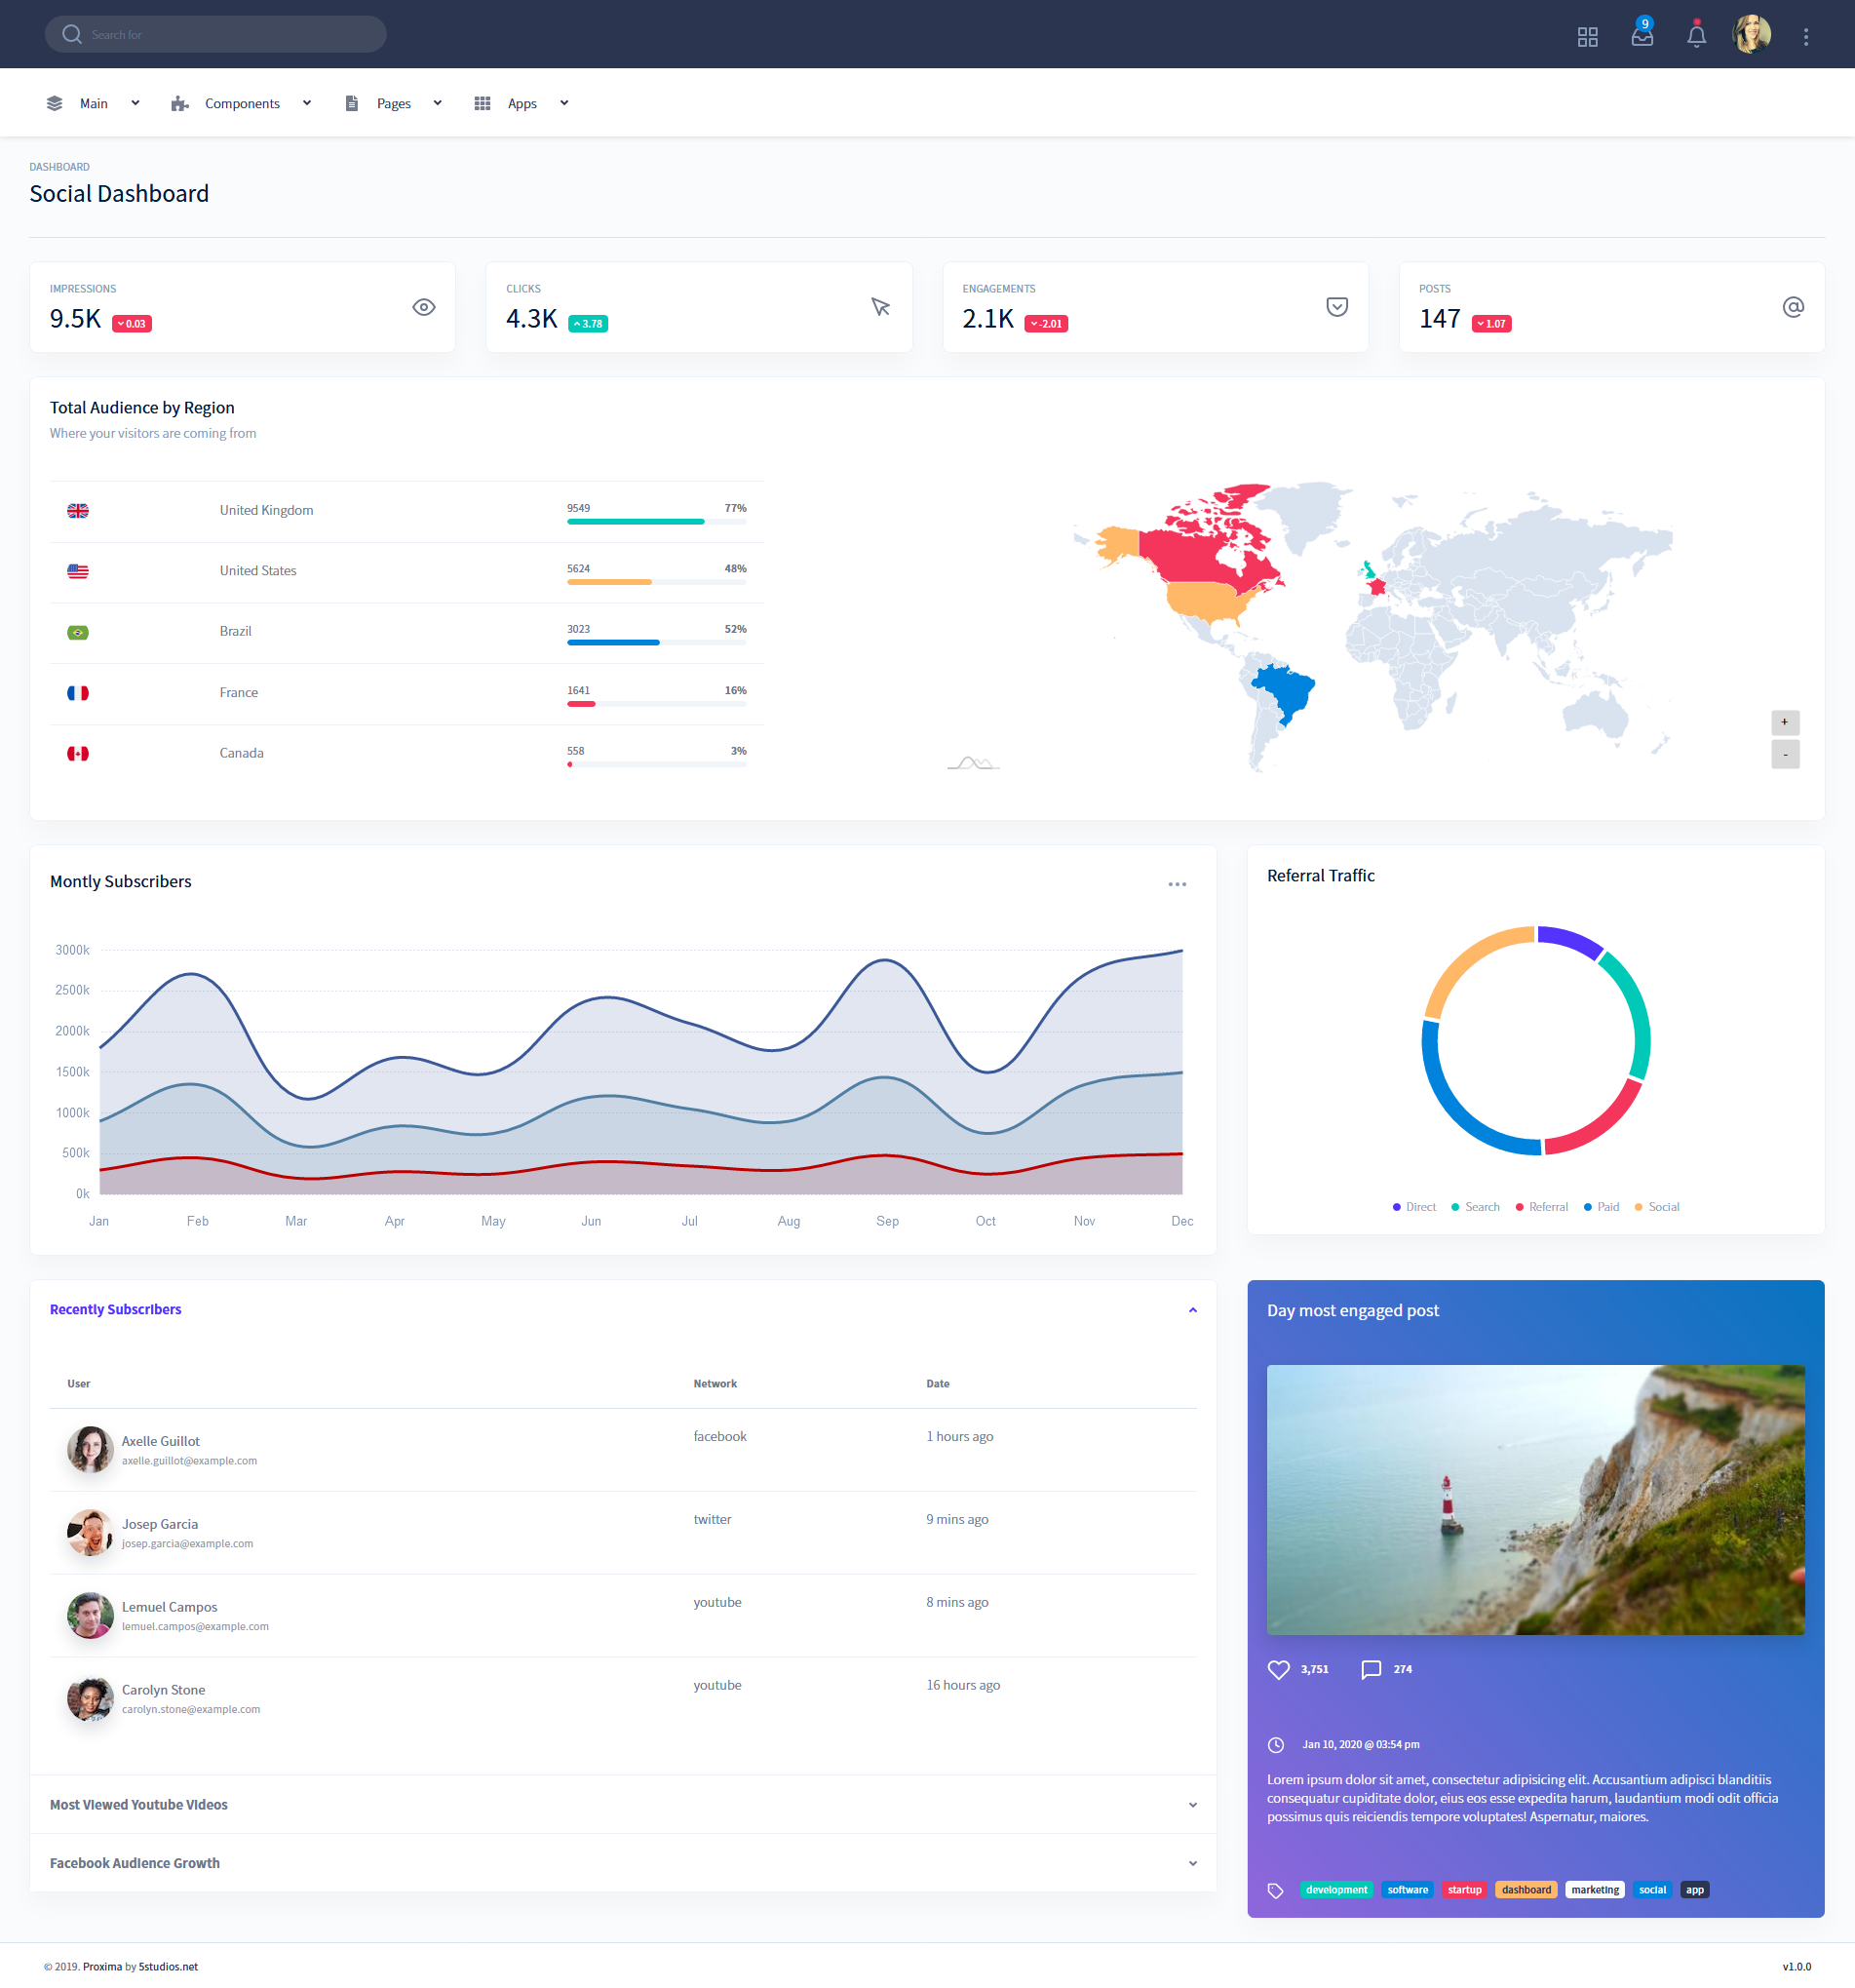 Search for
9
Main
Components
Pages
Apps
DASHBOARD
Social Dashboard
IMPRESSIONS
9.5K
0.03
CLICKS
4.3K
3.78
ENGAGEMENTS
2.1K
-2.01
POSTS
147
1.07
Total Audience by Region
Where your visitors are coming from
United Kingdom
9549
77%
United States
5624
48%
Brazil
3023
52%
France
1641
16%
Canada
558
3%
+
-
Montly Subscribers
3000k
2500k
2000k
1500k
1000k
500k
0k
Jan Feb Mar Apr May Jun Jul Aug Sep Oct Nov Dec
Referral Traffic
Direct Search Referral Paid Social
Recently Subscribers
User Network Date
Axelle Guillot
axelle.guillot@example.com
facebook
1 hours ago
Josep Garcia
josep.garcia@example.com
twitter
9 mins ago
Lemuel Campos
lemuel.campos@example.com
youtube
8 mins ago
Carolyn Stone
carolyn.stone@example.com
youtube
16 hours ago
Most Viewed Youtube Videos
Facebook Audience Growth
Day most engaged post
3,751
274
Jan 10, 2020 @ 03:54 pm
Lorem ipsum dolor sit amet, consectetur adipisicing elit. Accusantium adipisci blanditiis
consequatur cupiditate dolor, eius eos esse expedita harum, laudantium modi odit officia
possimus quis reiciendis tempore voluptates! Aspernatur, maiores.
development software startup dashboard marketing social app
© 2019. Proxima by 5studios.net
v1.0.0